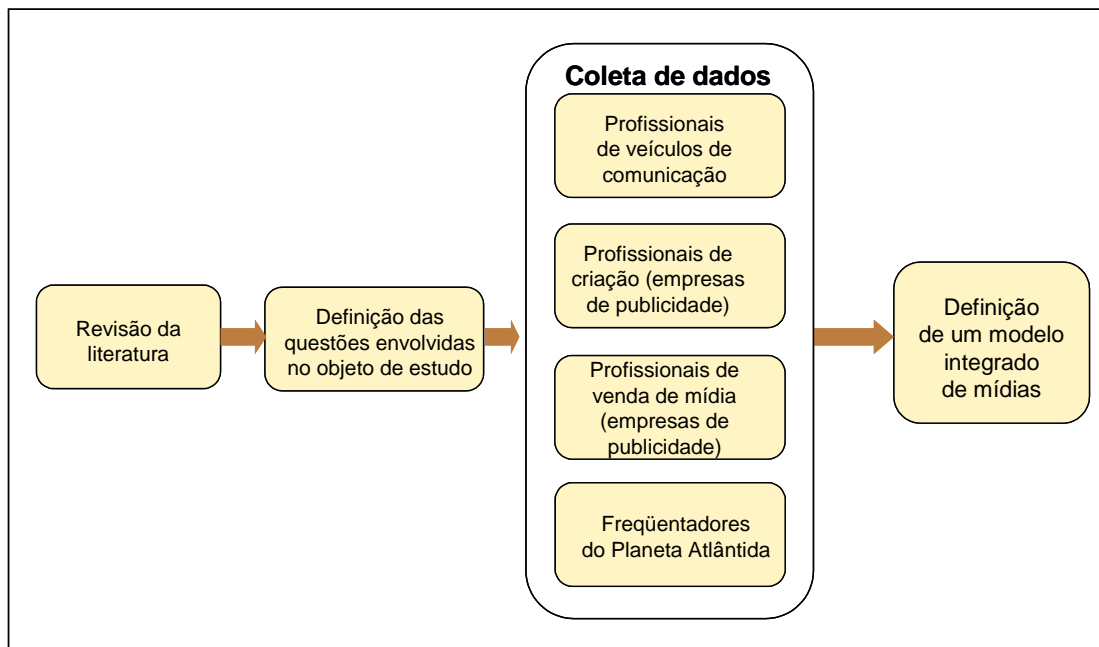 Revisão da
literatura
Definição das
questões envolvidas
no objeto de estudo
Coleta de dados
Profissionais
de veículos de
comunicação
Profissionais de
criação (empresas
de publicidade)
Profissionais de
venda de mídia
(empresas de
publicidade)
Freqüentadores
do Planeta Atlântida
Definição
de um modelo
integrado
de mídias